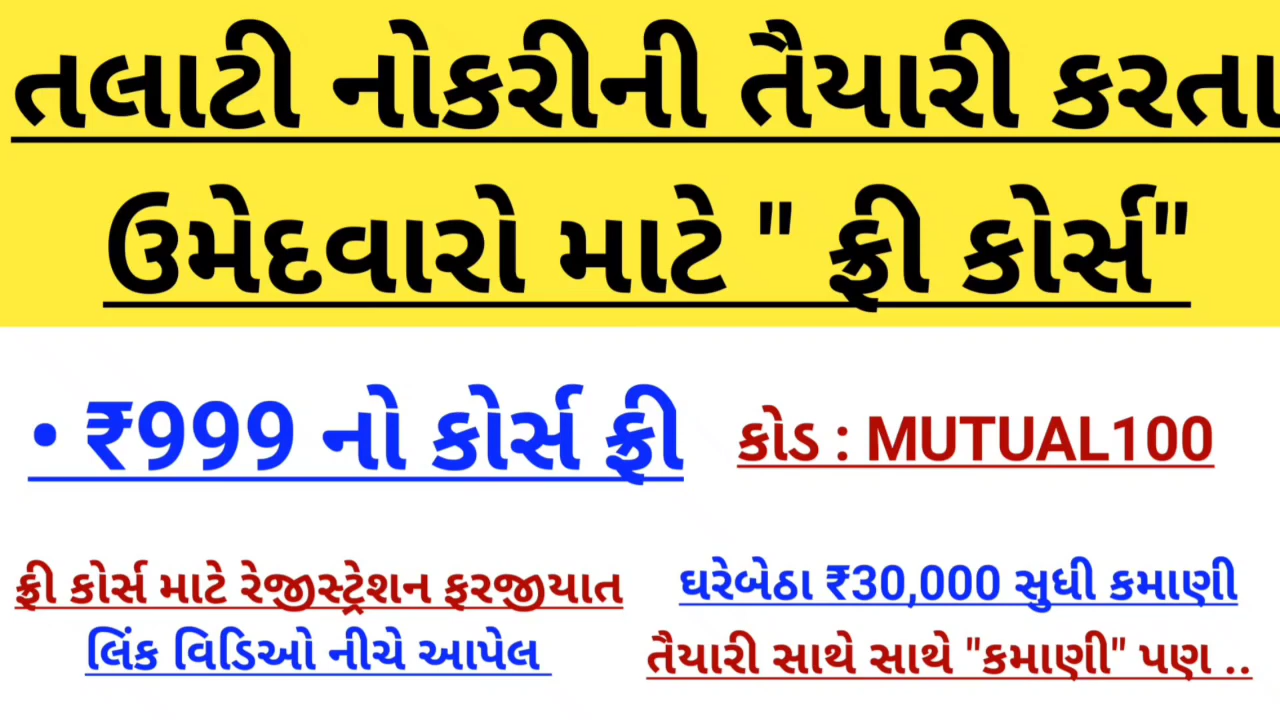 તલાટી નોકરીની તૈયારી કરતા
ઉમેદવારો માટે " ફ્રી કોર્સ"
• ₹999 નો કોર્સ ફ્રી
કોડ : MUTUAL100
ફ્રી કોર્સ માટે રેજીસ્ટ્રેશન ફરજીયાત
લિંક વિડિઓ નીચે આપેલ
ઘરેબેઠા ₹30,000 સુધી કમાણી
તૈયારી સાથે સાથે "કમાણી" પણ ..